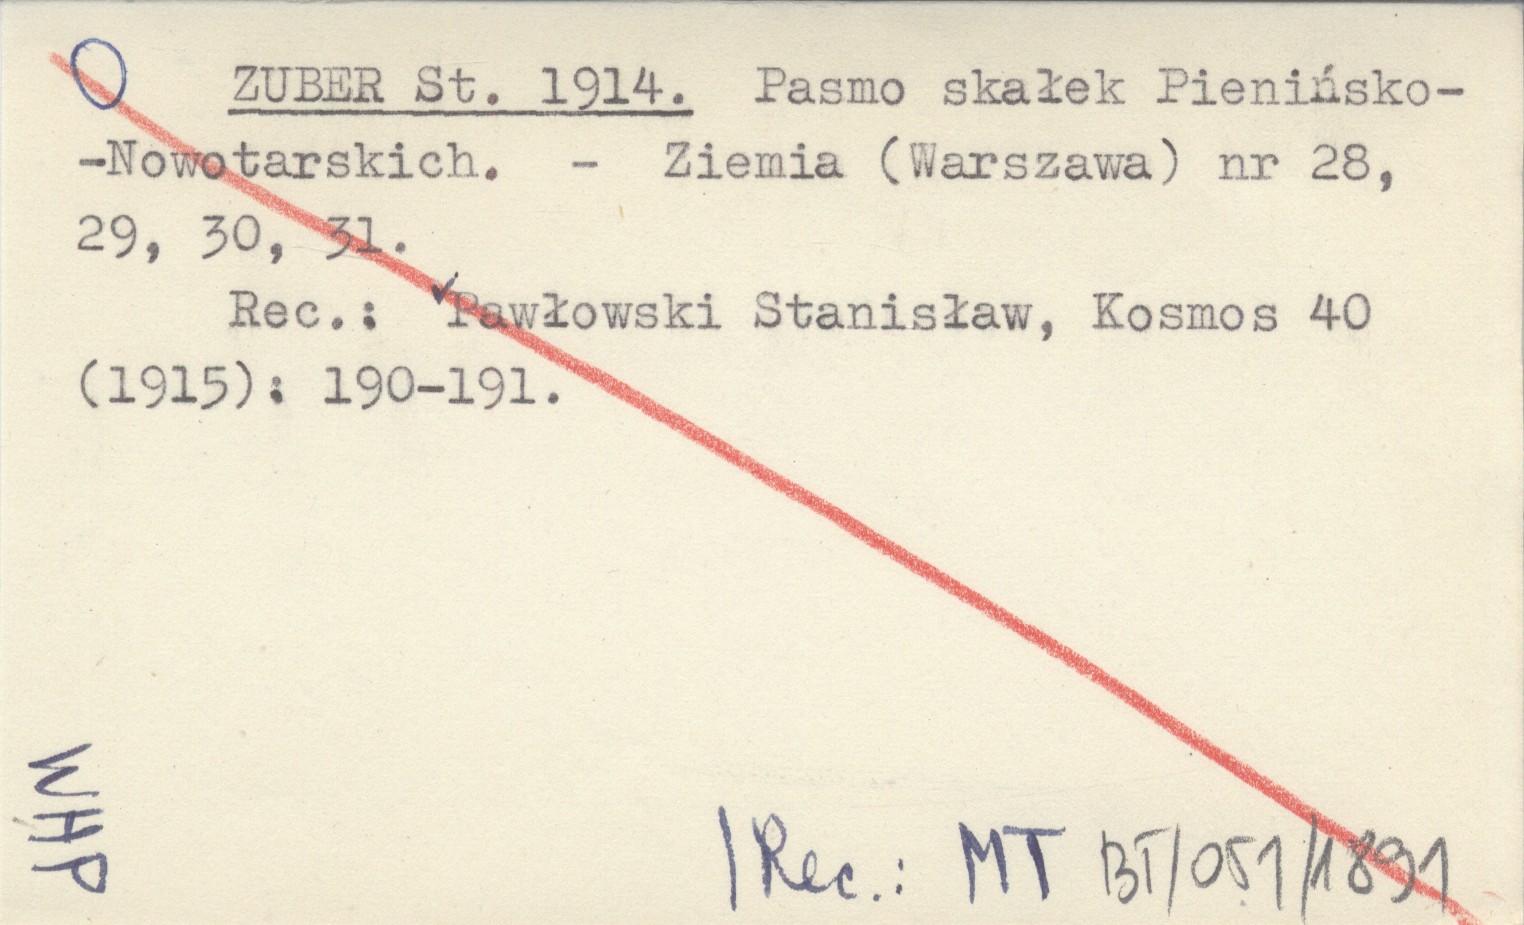 ZUBER St. 1914. Pasmo skałek Pienińsko-
-Nowotarskich. - Ziemia (Warszawa) nr 28,
29, 30, 31.
Rec.: Pawłowski Stanisław, Kosmos 40
(1915): 190-191.
WHP
/Rec.: MT BT/051/1891